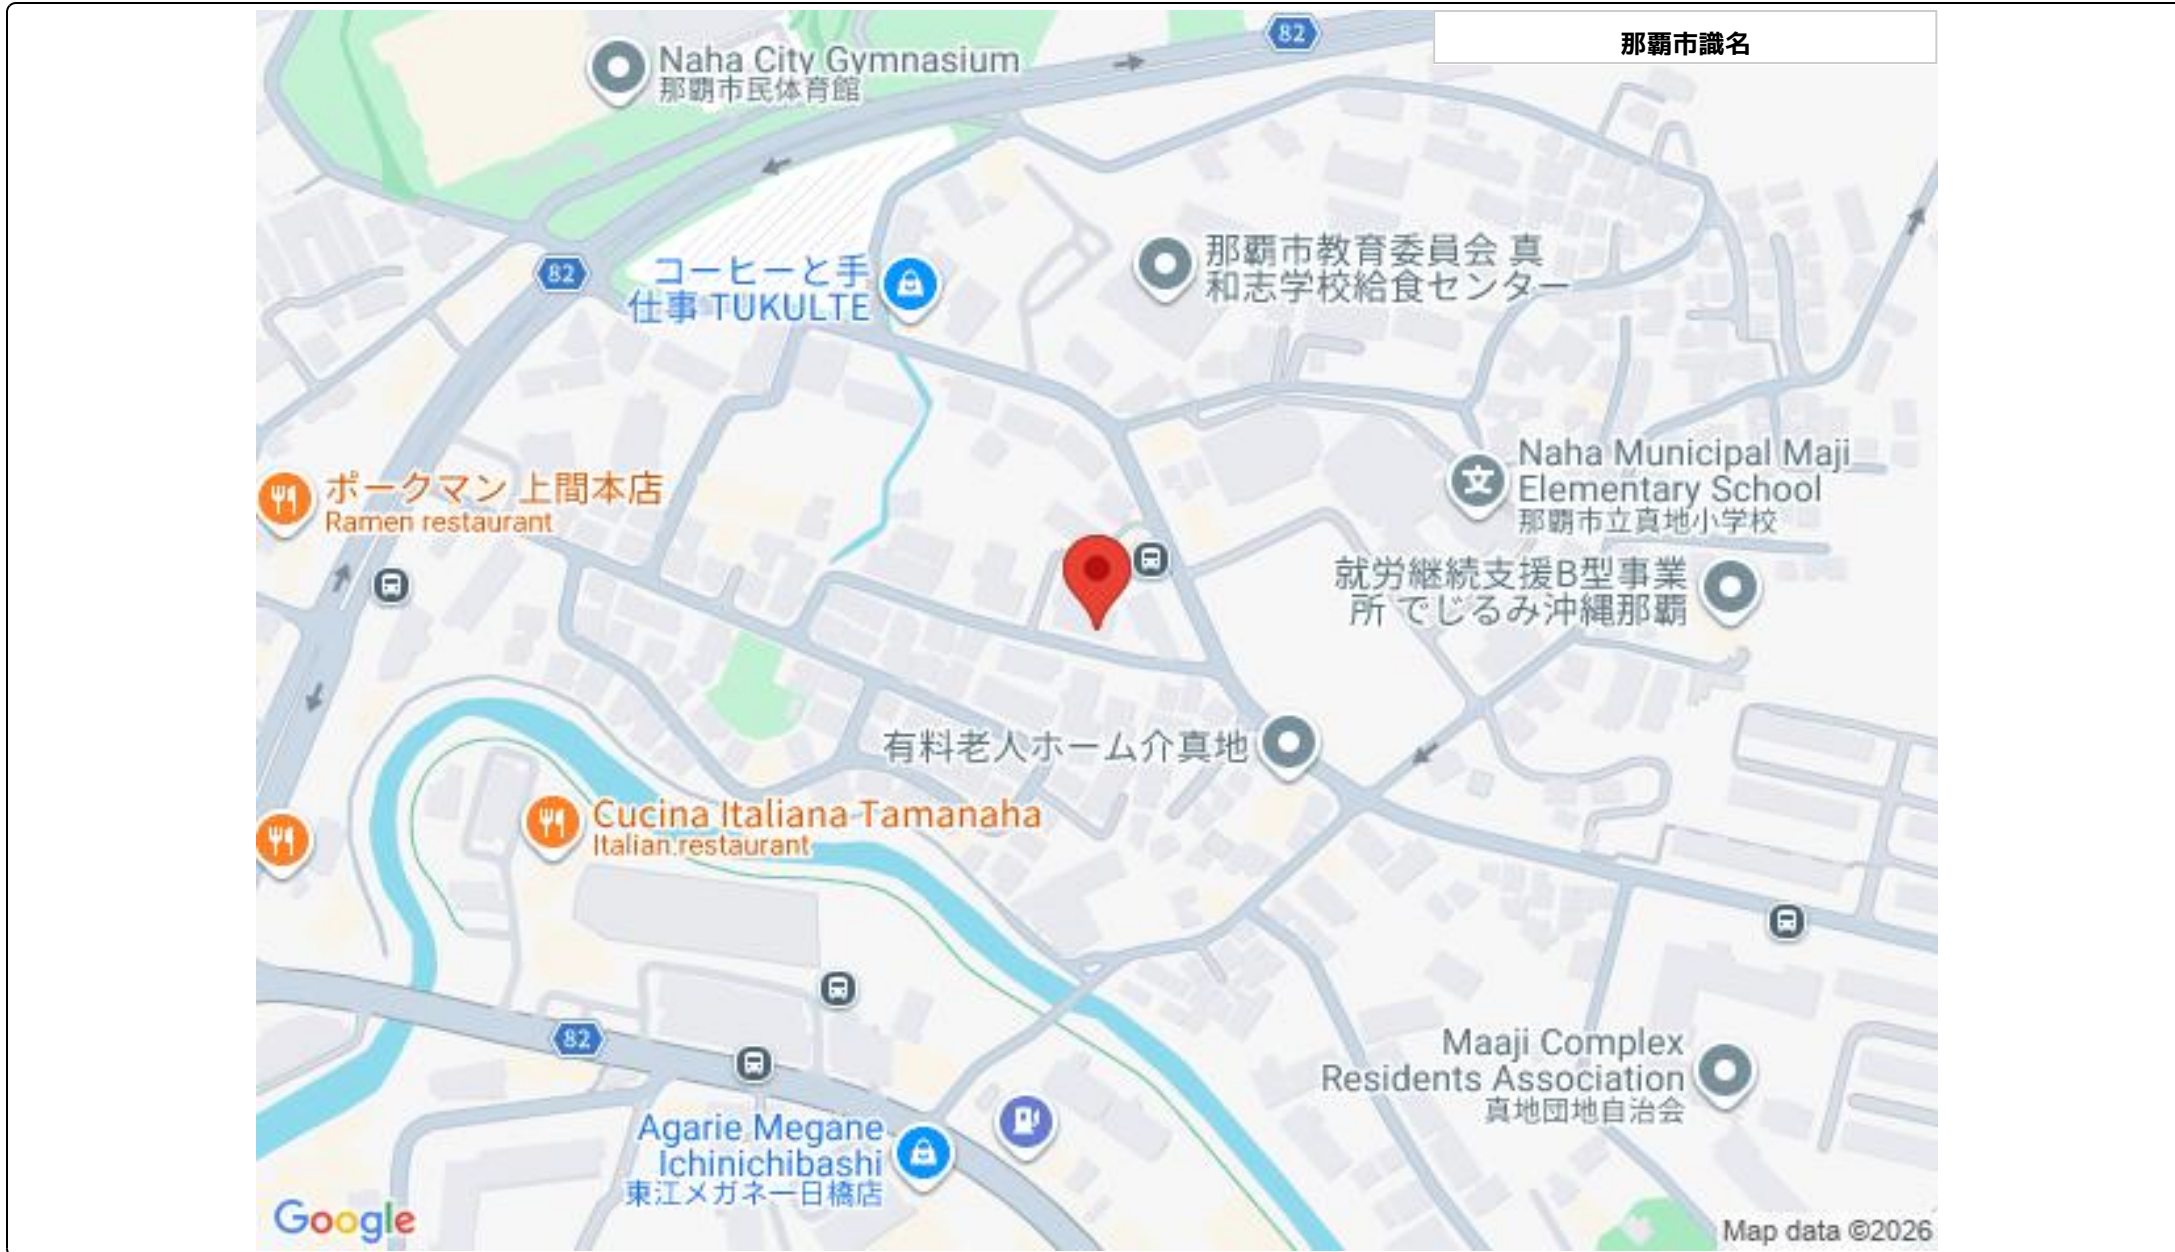 82
那覇市識名
Naha City Gymnasium
那覇市民体育館
那覇市教育委員会 真
和志学校給食センター
82
コーヒーと手
仕事 TUKULTE
Naha Municipal Maji
Elementary School
那覇市立真地小学校
ポークマン 上間本店
Ramen restaurant
就労継続支援B型事業
所 でじるみ沖縄那覇
有料老人ホーム介真地
Cucina Italiana Tamanaha
Italian restaurant
82
Maaji Complex
Residents Association
真地団地自治会
Agarie Megane
Ichinichibashi
東江メガネ一日橋店
Google
Map data ©2026
文